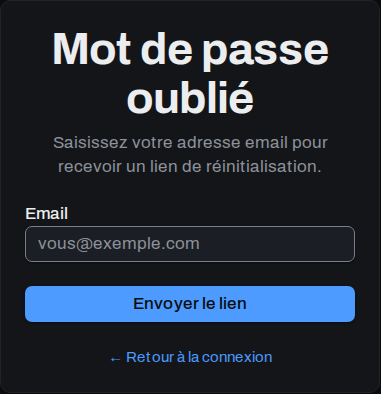 Mot de passe
oublié
Saisissez votre adresse email pour
recevoir un lien de réinitialisation.
Email
vous@exemple.com
Envoyer le lien
← Retour à la connexion